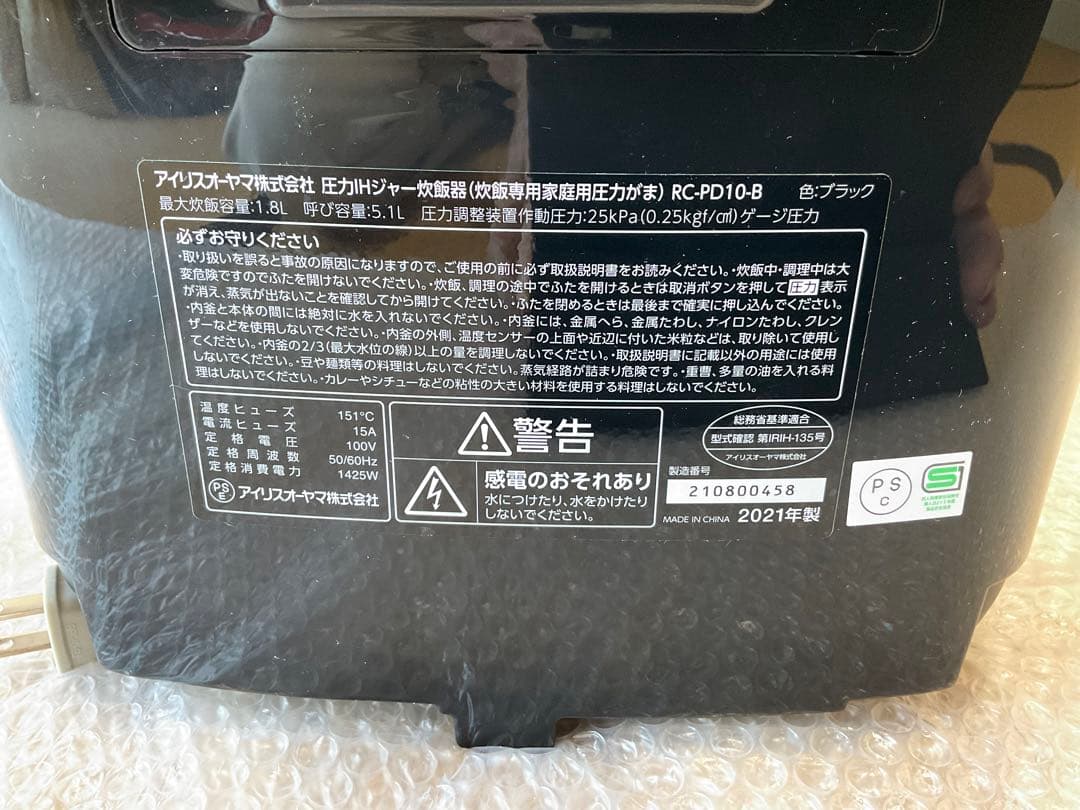 アイリスオーヤマ株式会社 圧力IHジャー炊飯器(炊飯専用家庭用圧力がま) RC-PD10-B 色:ブラック
最大炊飯容量:1.8L 呼び容量:5.1L 圧力調整装置作動圧力:25kPa(0.25kgf/㎠)ゲージ圧力
必ずお守りください
・取り扱いを誤ると事故の原因になりますので、ご使用の前に必ず取扱説明書をお読みください。・炊飯中・調理中は大
変危険ですのでふたを開けないでください。・炊飯、調理の途中でふたを開けるときは取消ボタンを押して圧力表示
が消え、蒸気が出ないことを確認してから開けてください。・ふたを閉めるときは最後まで確実に押し込んでください。
・内釜と本体の間には絶対に水を入れないでください。・内釜には、金属へら、金属たわし、ナイロンたわし、クレン
ザーなどを使用しないでください。・内釜の外側、温度センサーの上面や近辺に付いた米粒などは、取り除いて使用し
てください。・内釜の2/3(最大水位の線)以上の量を調理しないでください。・取扱説明書に記載以外の用途には使用
しないでください。・豆や麺類等の料理はしないでください。蒸気経路が詰まり危険です。・重曹、多量の油を入れる料
理はしないでください。・カレーやシチューなどの粘性の大きい材料を使用する料理はしないでください。
温度ヒューズ 151℃
電流ヒューズ 15A
定格電圧 100V
定格周波数 50/60Hz
定格消費電力 1425W
PSE アイリスオーヤマ株式会社
警告
感電のおそれあり
水につけたり、水をかけたり
しないでください。
総務省基準適合
型式確認 第IRIH-135号
アイリスオーヤマ株式会社
製造番号
210800458
MADE IN CHINA 2021年製
PSC